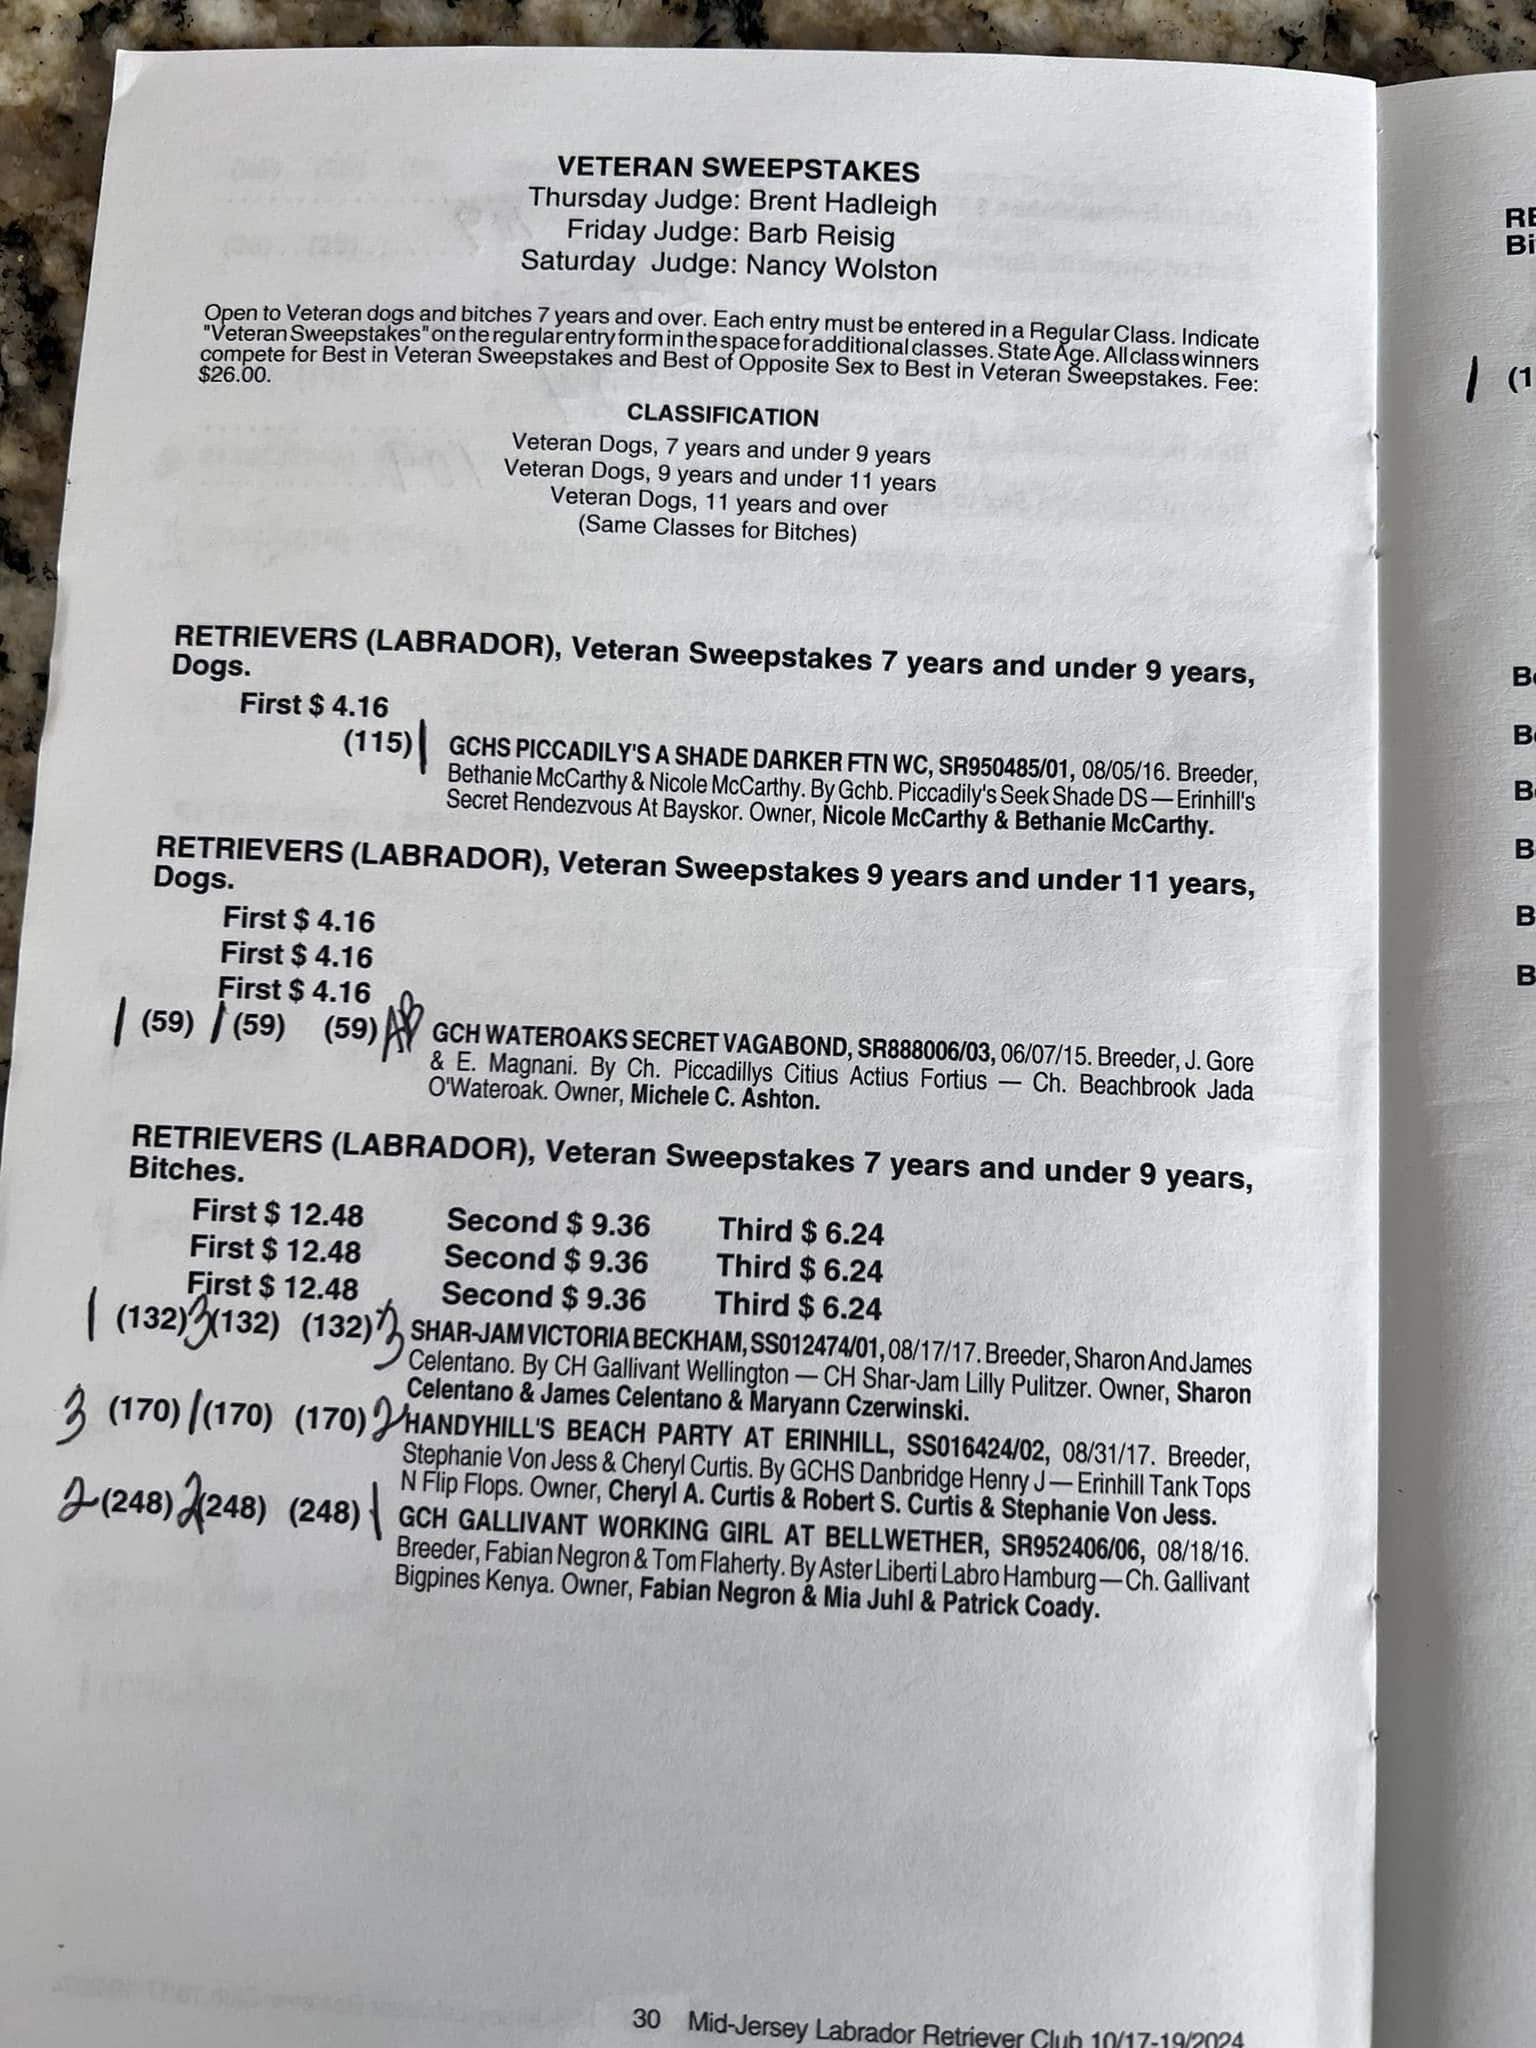 VETERAN SWEEPSTAKES
Thursday Judge: Brent Hadleigh
Friday Judge: Barb Reisig
Saturday Judge: Nancy Wolston
Open to Veteran dogs and bitches 7 years and over. Each entry must be entered in a Regular Class. Indicate
"Veteran Sweepstakes" on the regular entry form in the space for additional classes. State Age. All class winners
compete for Best in Veteran Sweepstakes and Best of Opposite Sex to Best in Veteran Sweepstakes. Fee:
$26.00.
CLASSIFICATION
Veteran Dogs, 7 years and under 9 years
Veteran Dogs, 9 years and under 11 years
Veteran Dogs, 11 years and over
(Same Classes for Bitches)
RETRIEVERS (LABRADOR), Veteran Sweepstakes 7 years and under 9 years,
Dogs.
First $ 4.16
(115) 1 GCHS PICCADILY'S A SHADE DARKER FTN WC, SR950485/01, 08/05/16. Breeder,
Bethanie McCarthy & Nicole McCarthy. By Gchb. Piccadily's Seek Shade DS — Erinhill's
Secret Rendezvous At Bayskor. Owner, Nicole McCarthy & Bethanie McCarthy.
RETRIEVERS (LABRADOR), Veteran Sweepstakes 9 years and under 11 years,
Dogs.
First $ 4.16
First $ 4.16
First $ 4.16
1 (59) 1 (59) (59) AB GCH WATEROAKS SECRET VAGABOND, SR888006/03, 06/07/15. Breeder, J. Gore
& E. Magnani. By Ch. Piccadillys Citius Actius Fortius — Ch. Beachbrook Jada
O'Wateroak. Owner, Michele C. Ashton.
RETRIEVERS (LABRADOR), Veteran Sweepstakes 7 years and under 9 years,
Bitches.
First $ 12.48 Second $ 9.36 Third $ 6.24
First $ 12.48 Second $ 9.36 Third $ 6.24
First $ 12.48 Second $ 9.36 Third $ 6.24
1 (132) 3 (132) (132) 3 SHAR-JAM VICTORIA BECKHAM, SS012474/01, 08/17/17. Breeder, Sharon And James
Celentano. By CH Gallivant Wellington — CH Shar-Jam Lilly Pulitzer. Owner, Sharon
Celentano & James Celentano & Maryann Czerwinski.
3 (170) 1 (170) (170) 2 HANDYHILL'S BEACH PARTY AT ERINHILL, SS016424/02, 08/31/17. Breeder,
Stephanie Von Jess & Cheryl Curtis. By GCHS Danbridge Henry J — Erinhill Tank Tops
N Flip Flops. Owner, Cheryl A. Curtis & Robert S. Curtis & Stephanie Von Jess.
2 (248) 2 (248) (248) 1 GCH GALLIVANT WORKING GIRL AT BELLWETHER, SR952406/06, 08/18/16.
Breeder, Fabian Negron & Tom Flaherty. By Aster Liberti Labro Hamburg — Ch. Gallivant
Bigpines Kenya. Owner, Fabian Negron & Mia Juhl & Patrick Coady.
30 Mid-Jersey Labrador Retriever Club 10/17-19/2024